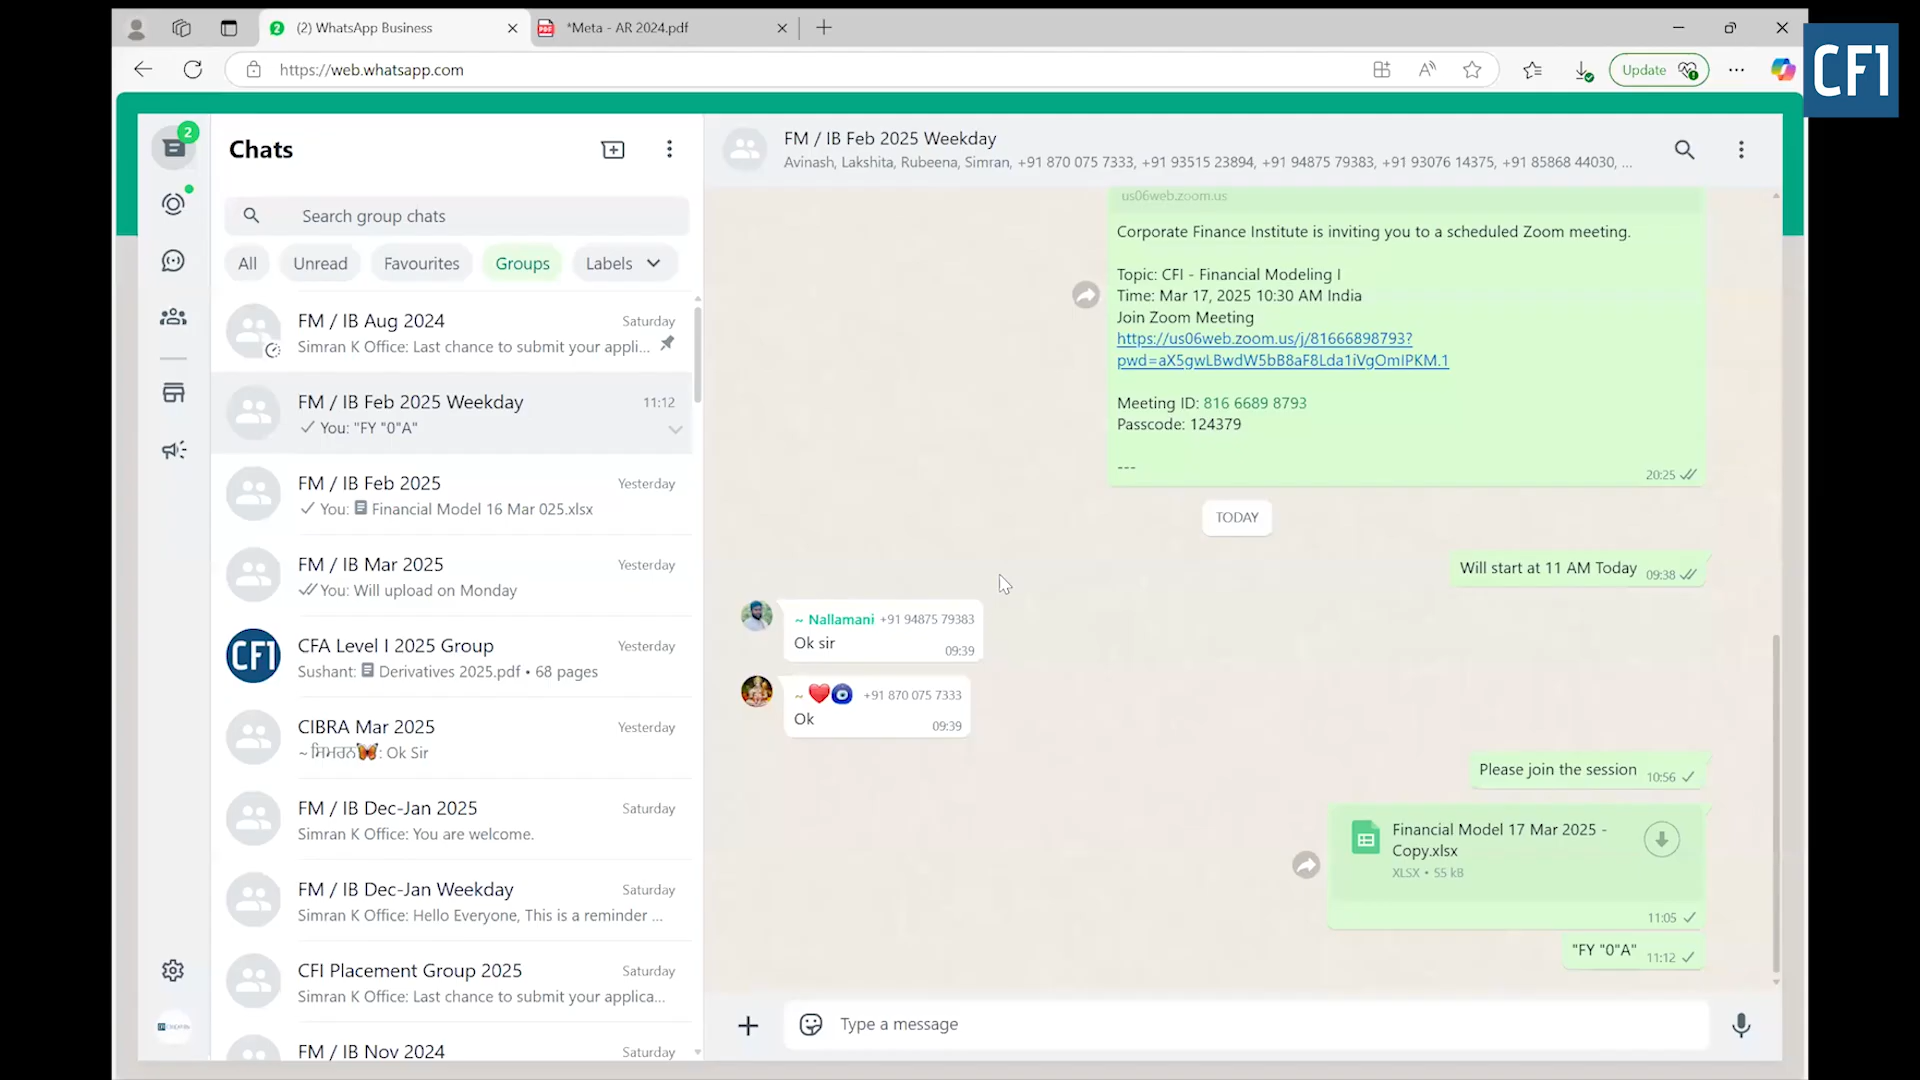 2
(2) WhatsApp Business
PDF
*Meta - AR 2024.pdf
https://web.whatsapp.com
Update
CFI
2
Chats
Search group chats
All
Unread
Favourites
Groups
Labels
FM / IB Aug 2024
Saturday
Simran K Office: Last chance to submit your appli...
FM / IB Feb 2025 Weekday
11:12
You: "FY "0"A"
FM / IB Feb 2025
Yesterday
You: Financial Model 16 Mar 025.xlsx
FM / IB Mar 2025
Yesterday
You: Will upload on Monday
CFI
CFA Level I 2025 Group
Yesterday
Sushant: Derivatives 2025.pdf • 68 pages
CIBRA Mar 2025
Yesterday
~ ਸਿਮਰਨ🦋: Ok Sir
FM / IB Dec-Jan 2025
Saturday
Simran K Office: You are welcome.
FM / IB Dec-Jan Weekday
Saturday
Simran K Office: Hello Everyone, This is a reminder ...
CFI Placement Group 2025
Saturday
Simran K Office: Last chance to submit your applica...
FM / IB Nov 2024
Saturday
FM / IB Feb 2025 Weekday
Avinash, Lakshita, Rubeena, Simran, +91 870 075 7333, +91 93515 23894, +91 94875 79383, +91 93076 14375, +91 85868 44030, ...
us06web.zoom.us
Corporate Finance Institute is inviting you to a scheduled Zoom meeting.
Topic: CFI - Financial Modeling I
Time: Mar 17, 2025 10:30 AM India
Join Zoom Meeting
https://us06web.zoom.us/j/81666898793?
pwd=aX5gwLBwdW5bB8aF8Lda1iVgOmIPKM.1
Meeting ID: 816 6689 8793
Passcode: 124379
---
20:25
TODAY
Will start at 11 AM Today
09:38
~ Nallamani +91 94875 79383
Ok sir
09:39
~ ❤️🧿 +91 870 075 7333
Ok
09:39
Please join the session
10:56
Financial Model 17 Mar 2025 -
Copy.xlsx
XLSX • 55 kB
11:05
"FY "0"A"
11:12
Type a message